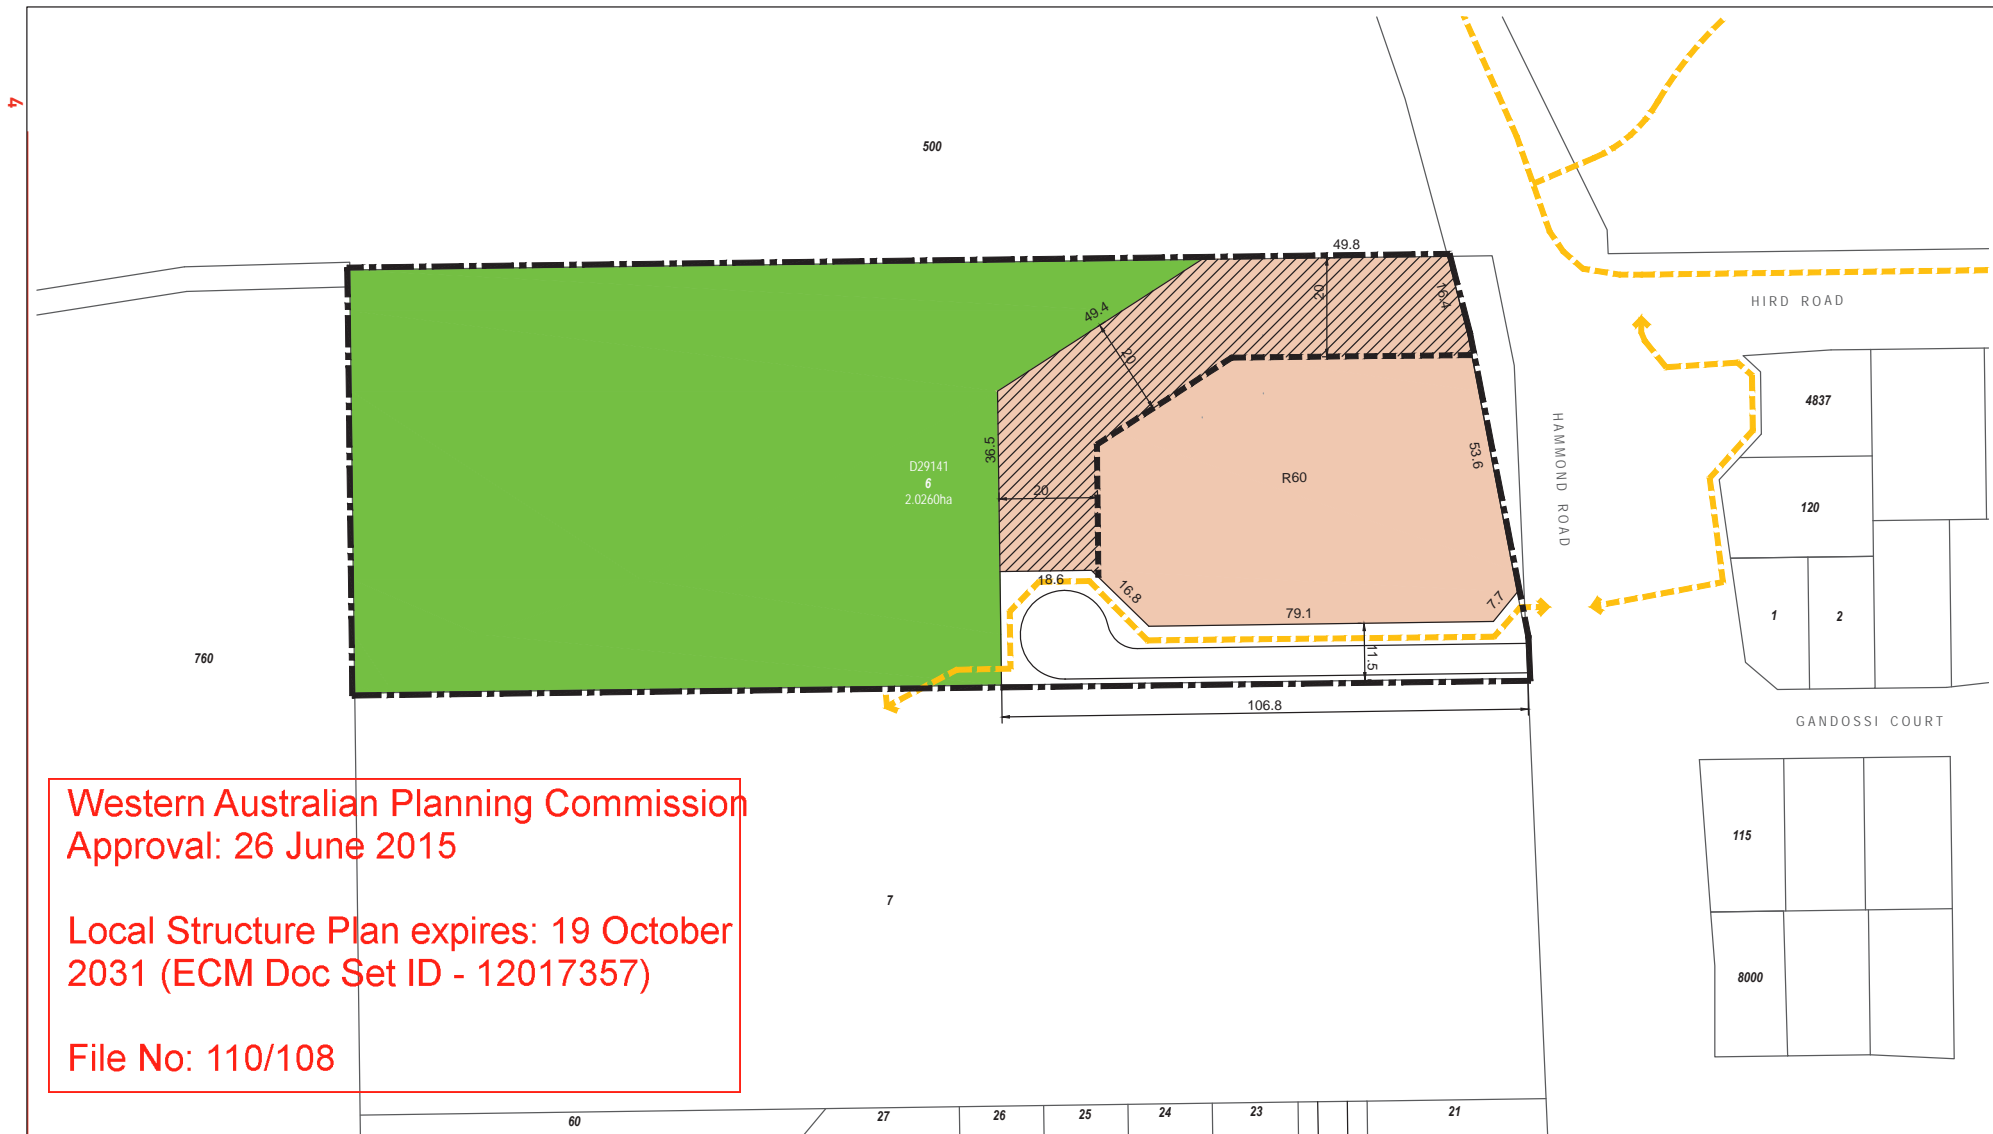 4
500
49.8
20
16.4
49.4
20
36.5
D29141
6
2.0260ha
20
R60
53.6
18.6
16.8
79.1
7.7
11.5
106.8
760
HIRD ROAD
HAMMOND ROAD
4837
120
1
2
GANDOSSI COURT
115
8000
7
Western Australian Planning Commission
Approval: 26 June 2015
Local Structure Plan expires: 19 October
2031 (ECM Doc Set ID - 12017357)
File No: 110/108
60
27
26
25
24
23
21